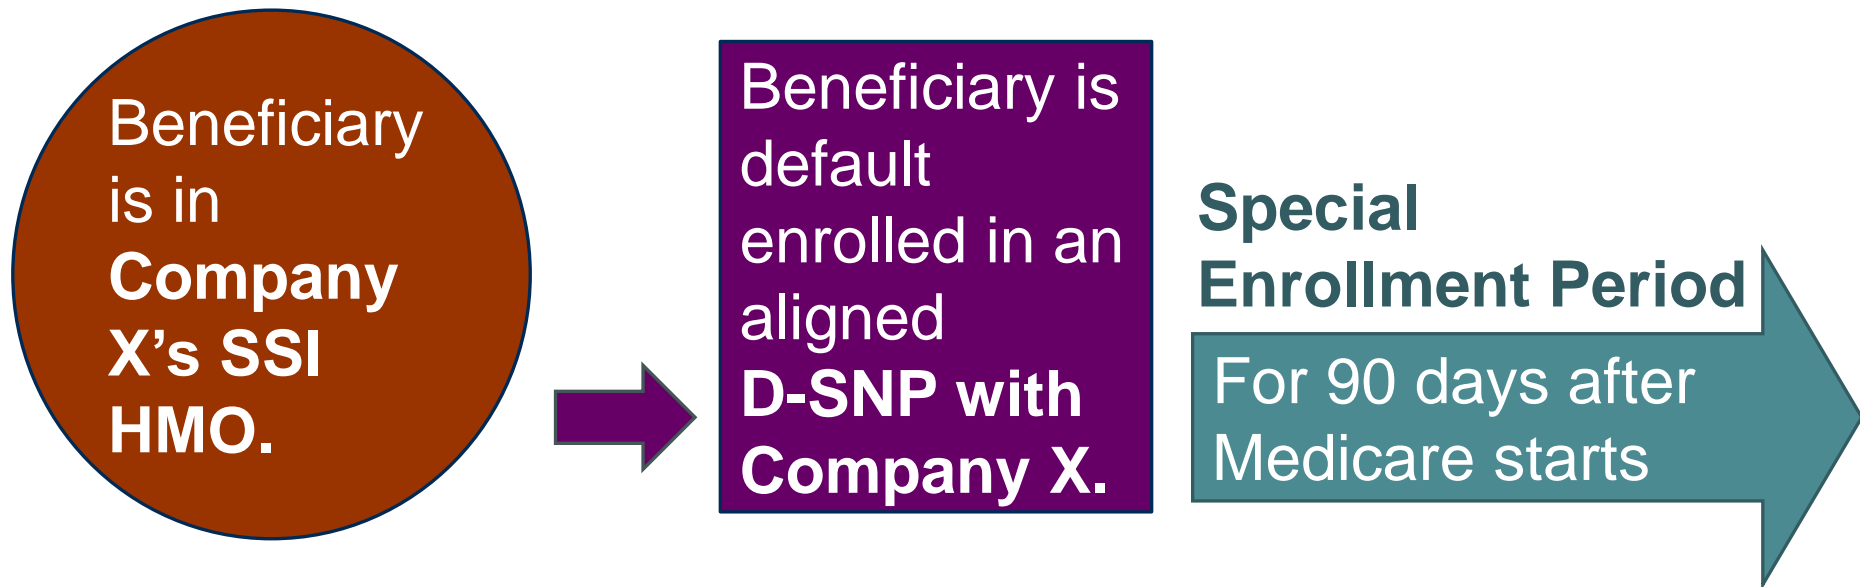 Beneficiary
is in
Company
X’s SSI
HMO.
Beneficiary is
default
enrolled in an
aligned
D-SNP with
Company X.
Special
Enrollment Period
For 90 days after
Medicare starts